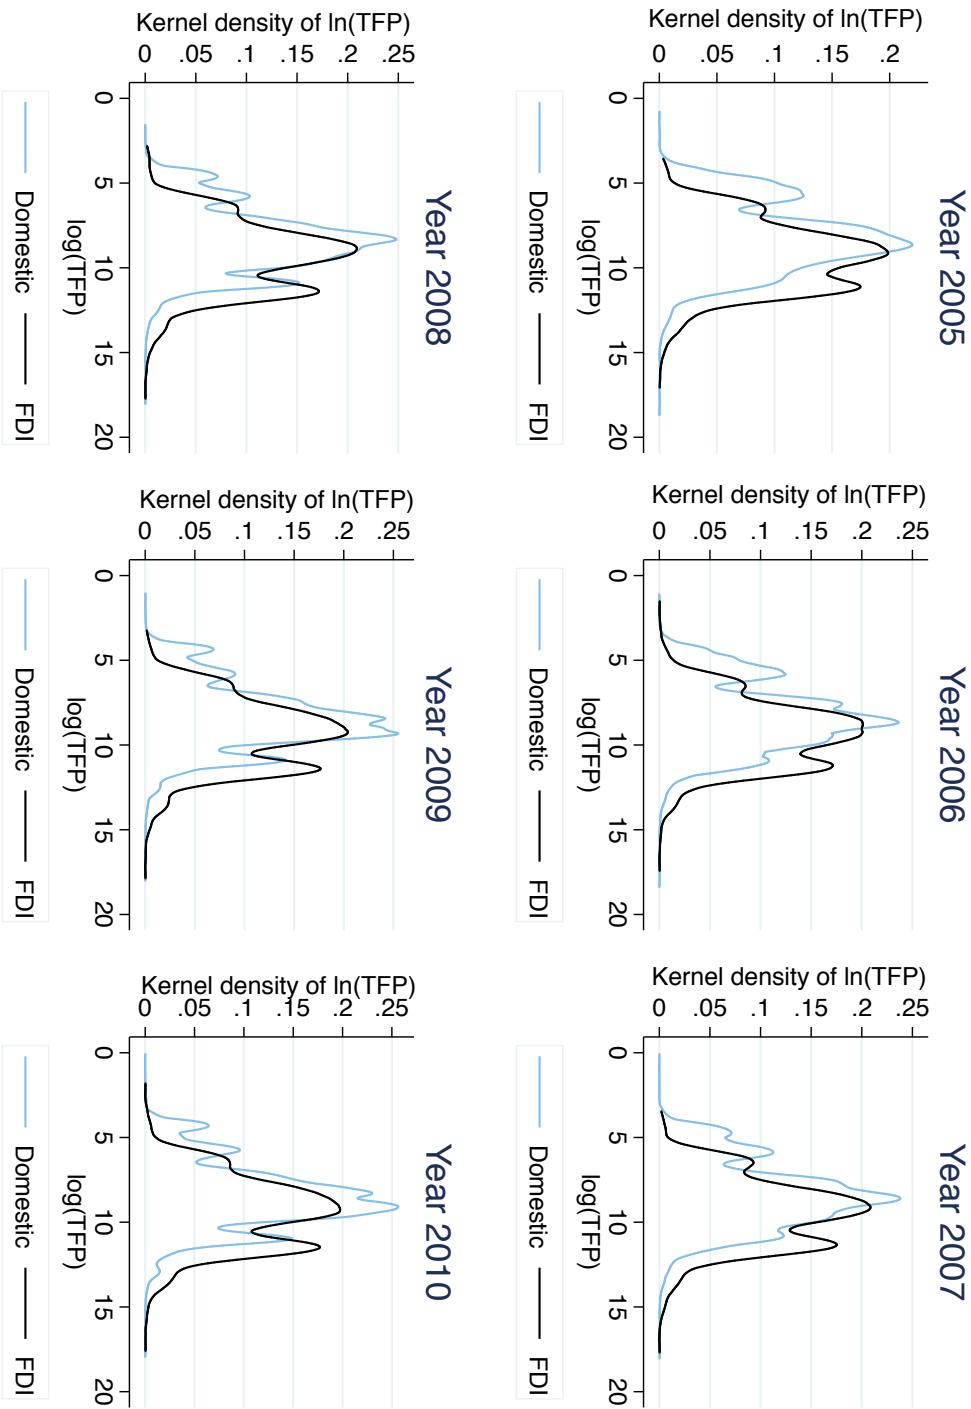 Year 2005
Kernel density of ln(TFP)
0 .05 .1 .15 .2
0 5 10 15 20
log(TFP)
Domestic FDI
Year 2006
Kernel density of ln(TFP)
0 .05 .1 .15 .2 .25
0 5 10 15 20
log(TFP)
Domestic FDI
Year 2007
Kernel density of ln(TFP)
0 .05 .1 .15 .2 .25
0 5 10 15 20
log(TFP)
Domestic FDI
Year 2008
Kernel density of ln(TFP)
0 .05 .1 .15 .2 .25
0 5 10 15 20
log(TFP)
Domestic FDI
Year 2009
Kernel density of ln(TFP)
0 .05 .1 .15 .2 .25
0 5 10 15 20
log(TFP)
Domestic FDI
Year 2010
Kernel density of ln(TFP)
0 .05 .1 .15 .2 .25
0 5 10 15 20
log(TFP)
Domestic FDI